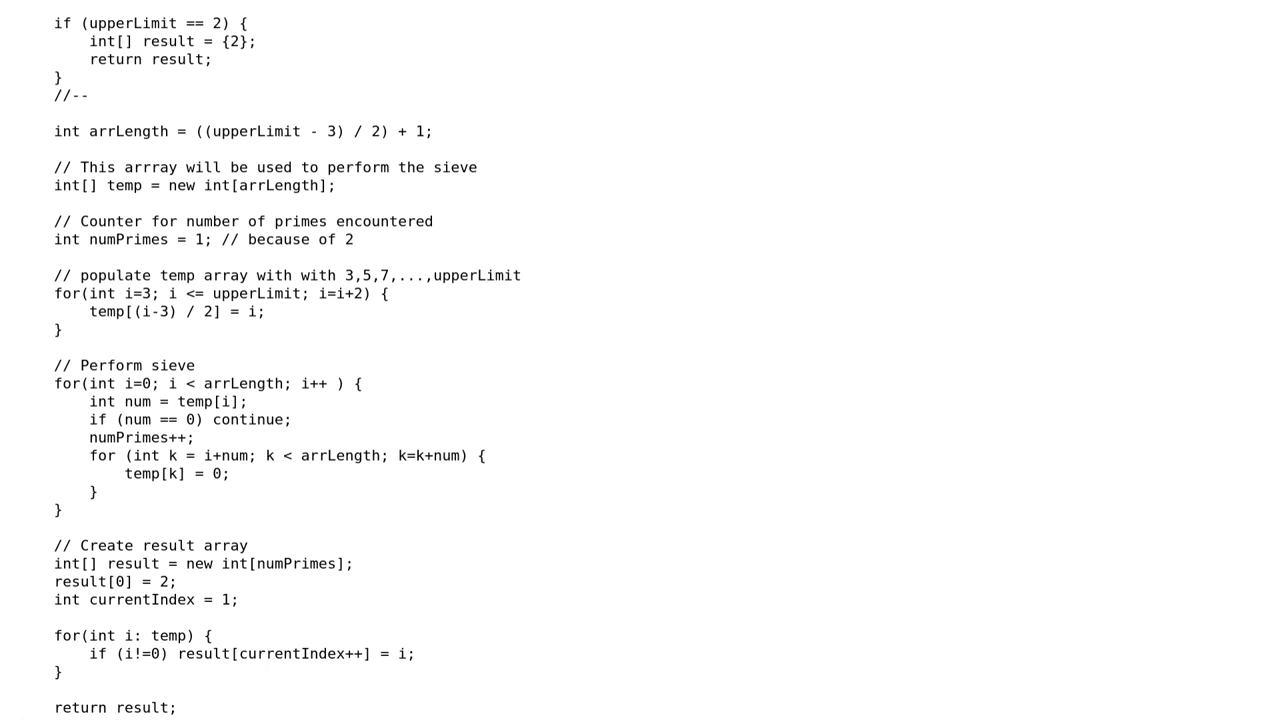 if (upperLimit == 2) {
    int[] result = {2};
    return result;
}
//--

int arrLength = ((upperLimit - 3) / 2) + 1;

// This arrray will be used to perform the sieve
int[] temp = new int[arrLength];

// Counter for number of primes encountered
int numPrimes = 1; // because of 2

// populate temp array with with 3,5,7,...,upperLimit
for(int i=3; i <= upperLimit; i=i+2) {
    temp[(i-3) / 2] = i;
}

// Perform sieve
for(int i=0; i < arrLength; i++ ) {
    int num = temp[i];
    if (num == 0) continue;
    numPrimes++;
    for (int k = i+num; k < arrLength; k=k+num) {
        temp[k] = 0;
    }
}

// Create result array
int[] result = new int[numPrimes];
result[0] = 2;
int currentIndex = 1;

for(int i: temp) {
    if (i!=0) result[currentIndex++] = i;
}

return result;